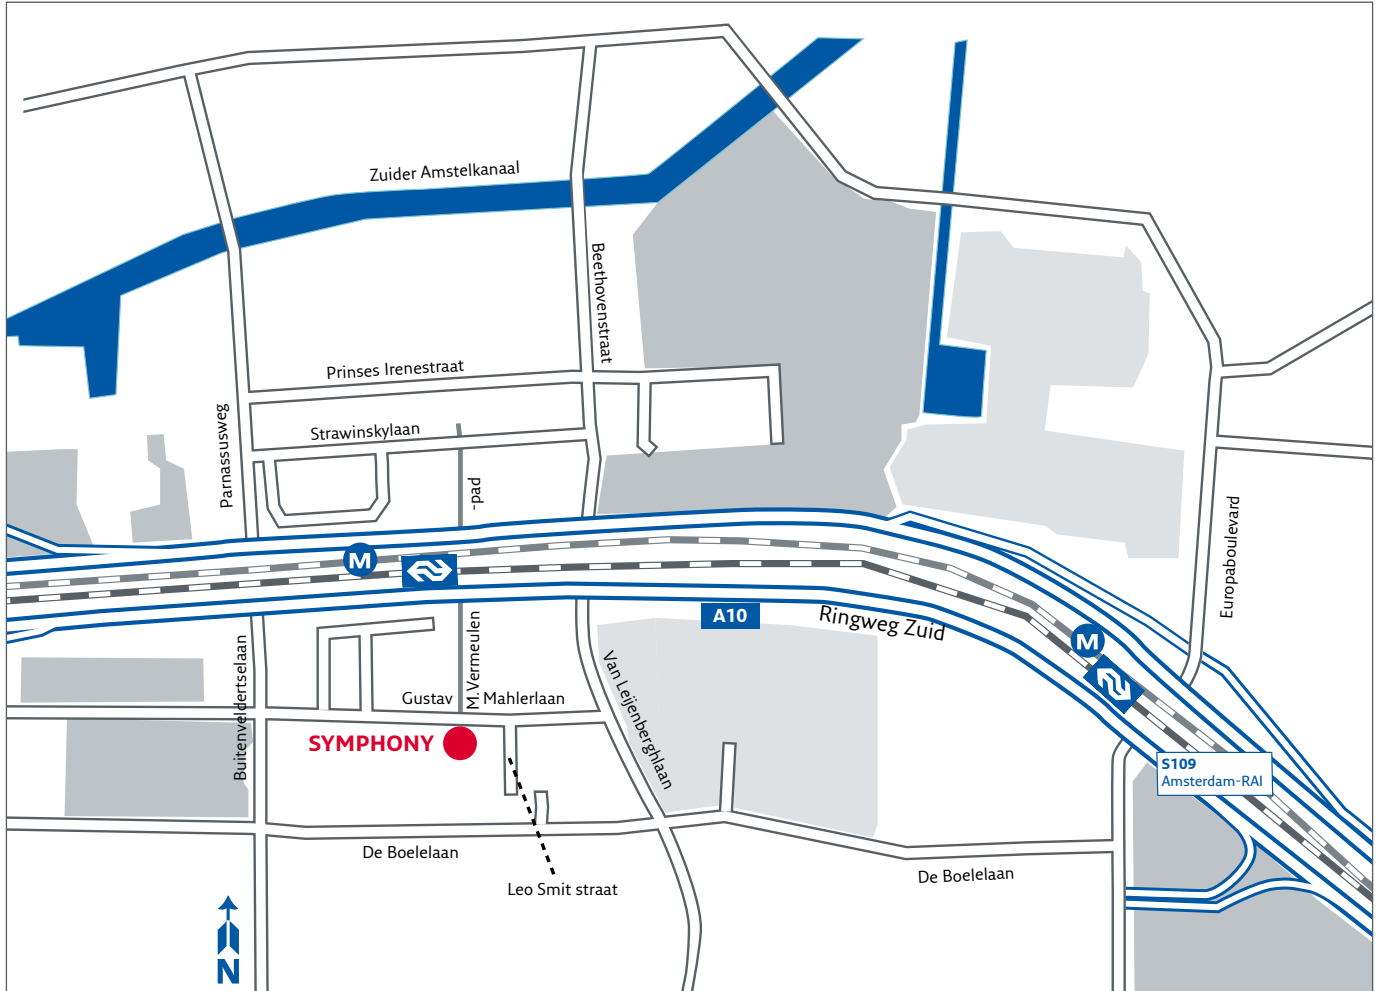 Zuider Amstelkanaal
Beethovenstraat
Prinses Irenestraat
Parnassusweg
Strawinskylaan
-pad
M
Europaboulevard
A10
Ringweg Zuid
M
M.Vermeulen
Buitenveldertselaan
Van Leijenberghlaan
Gustav Mahlerlaan
SYMPHONY
S109
Amsterdam-RAI
De Boelelaan
De Boelelaan
Leo Smit straat
N